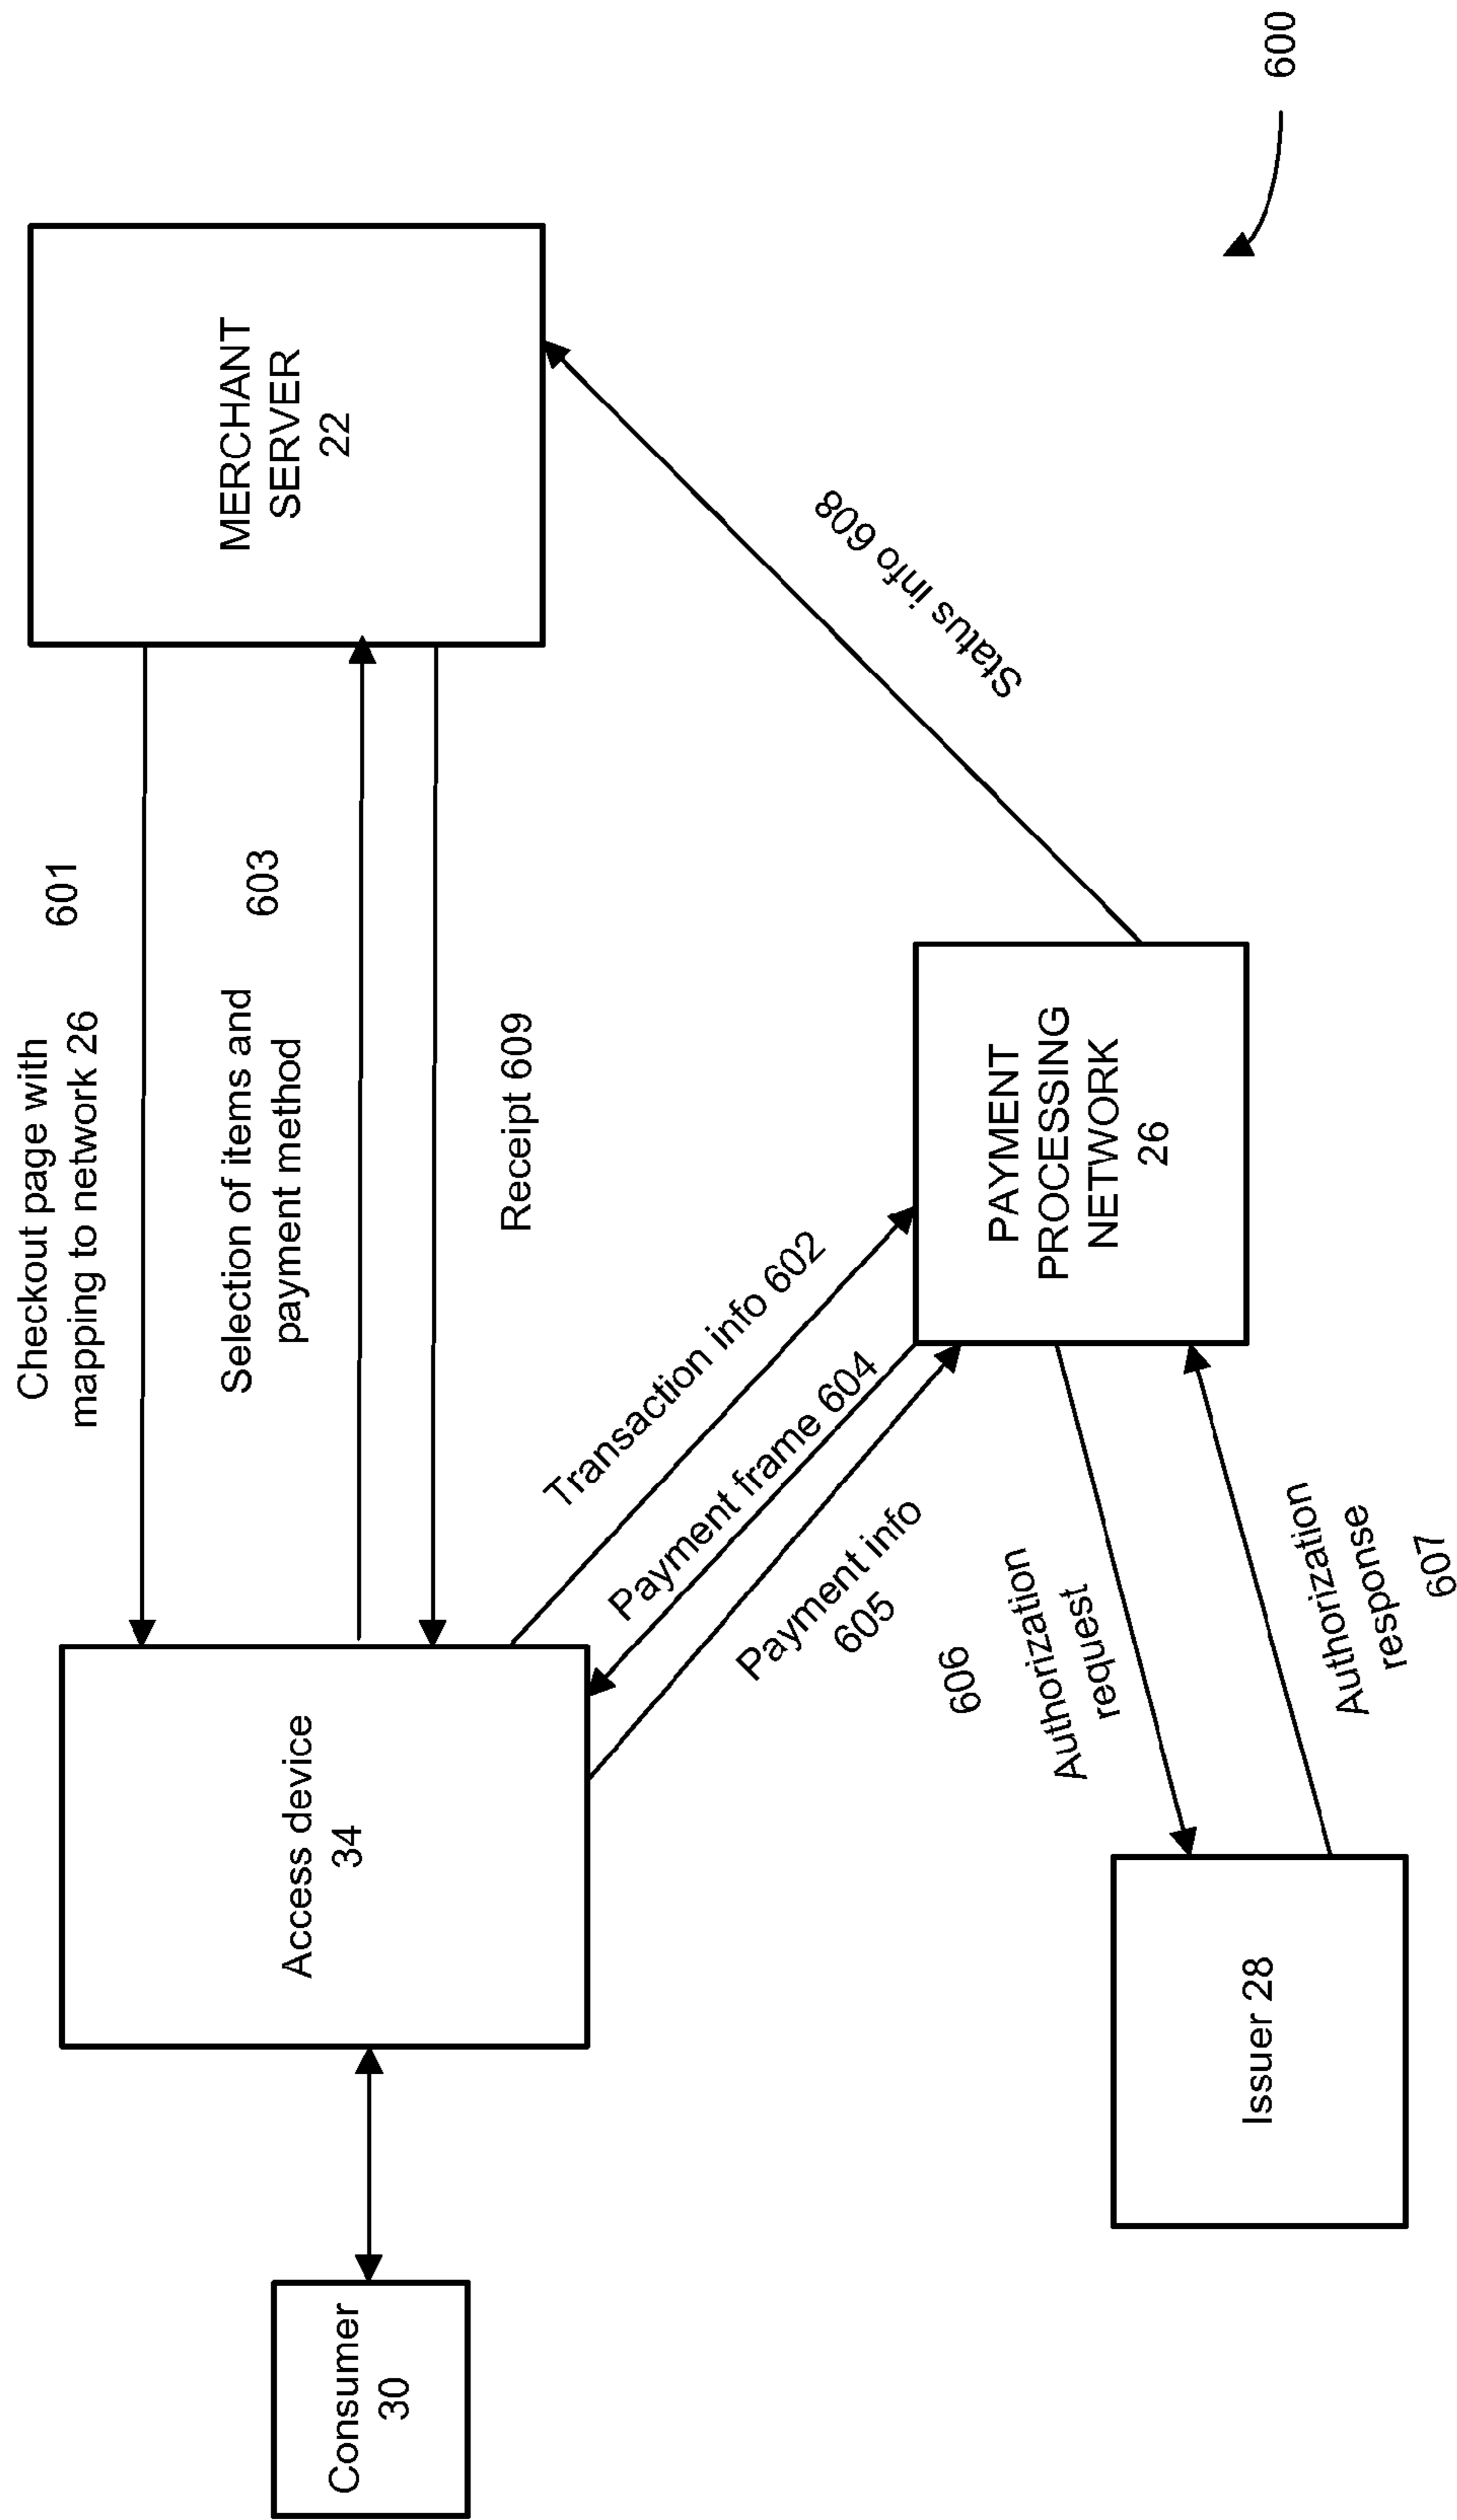 Consumer
30
Access device
34
Checkout page with
mapping to network 26
601
Selection of items and
payment method
603
Receipt 609
MERCHANT
SERVER
22
Transaction info 602
Payment frame 604
Payment info
605
PAYMENT
PROCESSING
NETWORK
26
Status info 608
606
Authorization
request
Authorization
response
607
Issuer 28
600